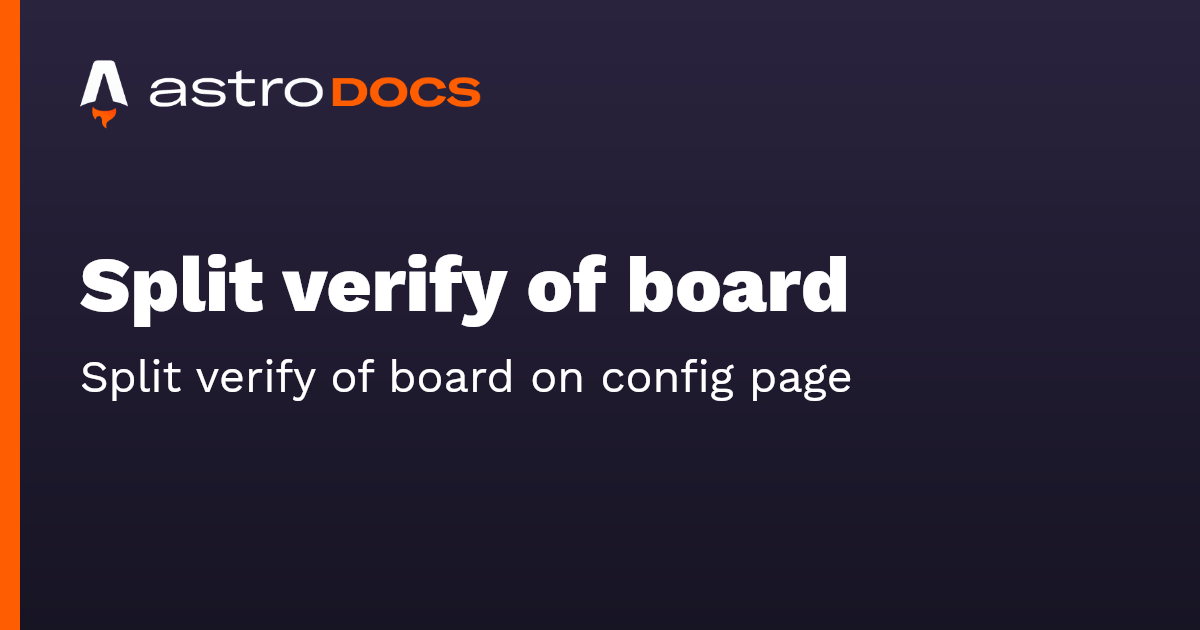 astro DOCS
Split verify of board
Split verify of board on config page